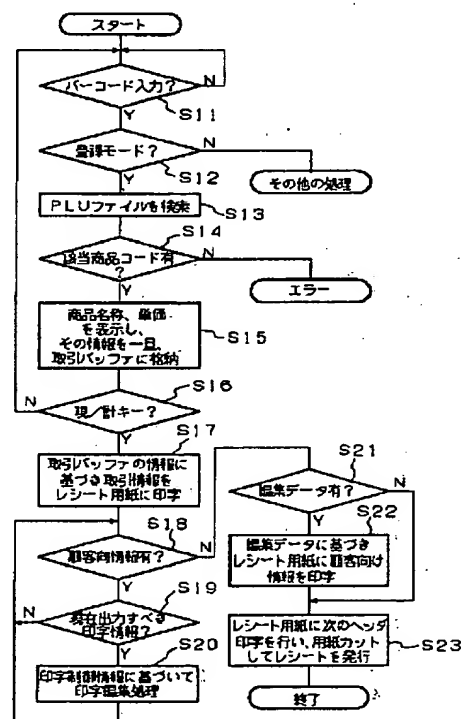 スタート
バーコード入力?
N
S11
Y
登録モード?
N
S12
Y
その他の処理
PLUファイルを検索
S13
S14
該当商品コード有
?
N
Y
エラー
商品名称、単価
を表示し、
その情報を一旦、
取引バッファに格納
S15
S16
現/計キー?
N
Y
S17
取引バッファの情報に
基づき取引情報を
レシート用紙に印字
S18
顧客向情報有?
N
Y
S19
現在出力すべき
印字情報?
N
Y
S20
印字制御情報に基づいて
印字編集処理
S21
編集データ有?
N
Y
S22
編集データに基づき
レシート用紙に顧客向け
情報を印字
レシート用紙に次のヘッダ
印字を行い、用紙カット
してレシートを発行
S23
終了